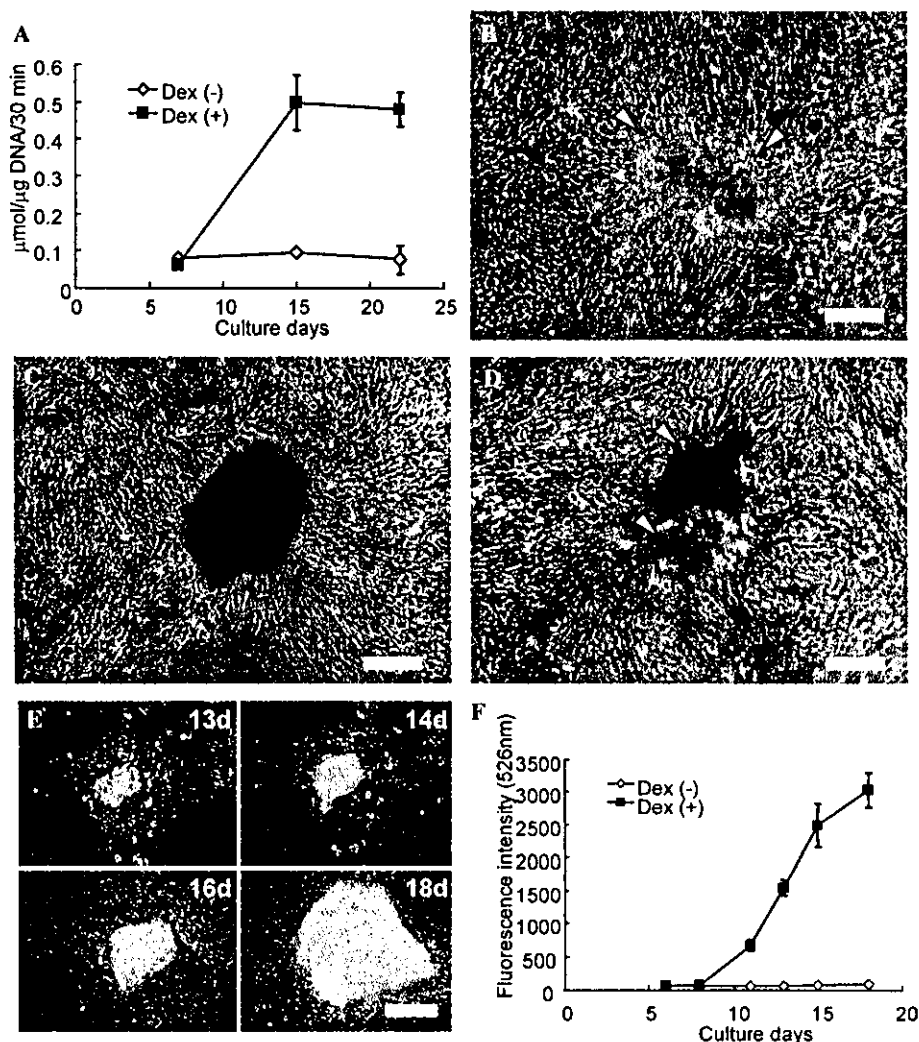 A
0.6
0.5
0.4
0.3
0.2
0.1
0
0
5
10
15
20
25
µmol/µg DNA/30 min
Culture days
Dex (-)
Dex (+)
B
C
D
E
13d
14d
16d
18d
F
3500
3000
2500
2000
1500
1000
500
0
0
5
10
15
20
Fluorescence intensity (526nm)
Culture days
Dex (-)
Dex (+)